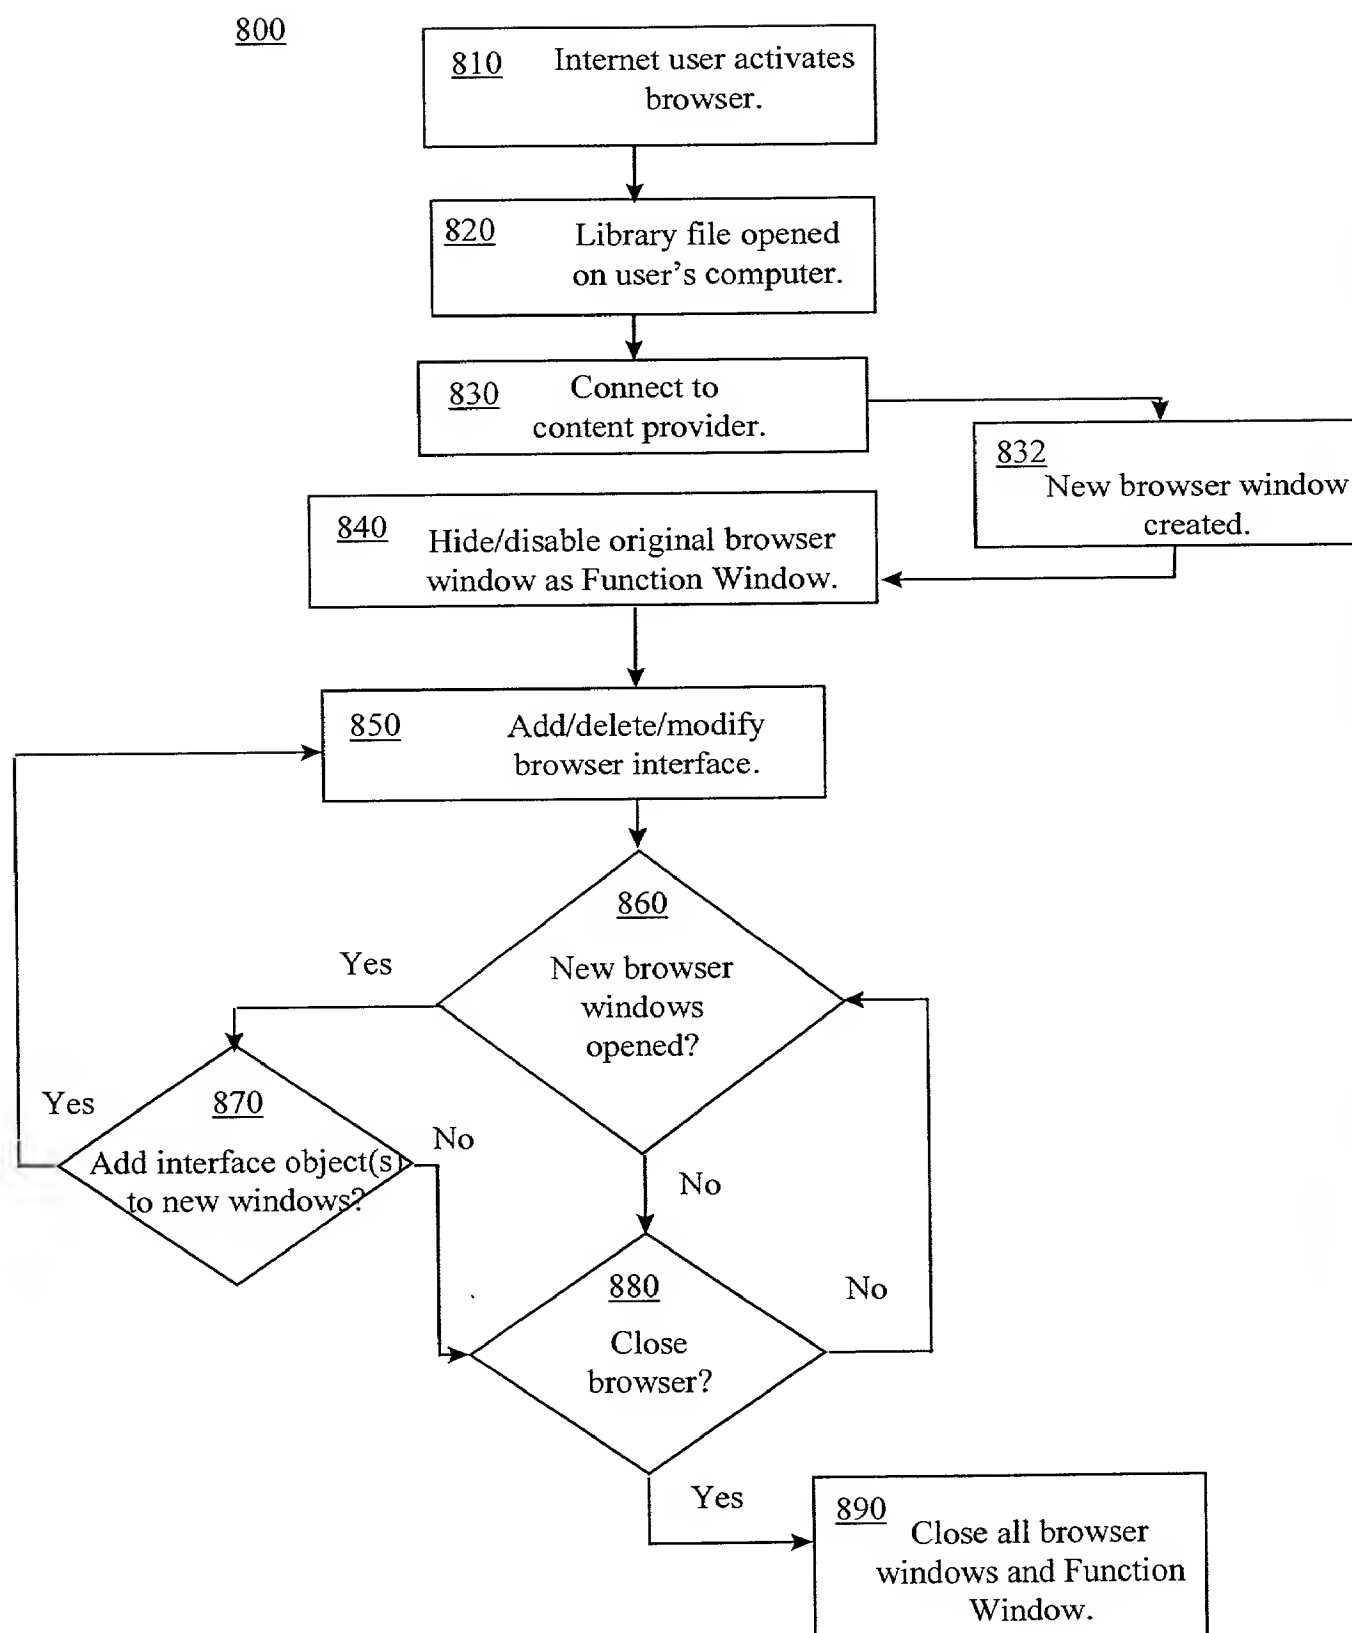 800
810 Internet user activates
browser.
820 Library file opened
on user's computer.
830 Connect to
content provider.
832
New browser window
created.
840 Hide/disable original browser
window as Function Window.
850 Add/delete/modify
browser interface.
860
Yes
New browser
windows
opened?
870
Yes
No
Add interface object(s)
to new windows?
No
880
No
Close
browser?
Yes
890
Close all browser
windows and Function
Window.